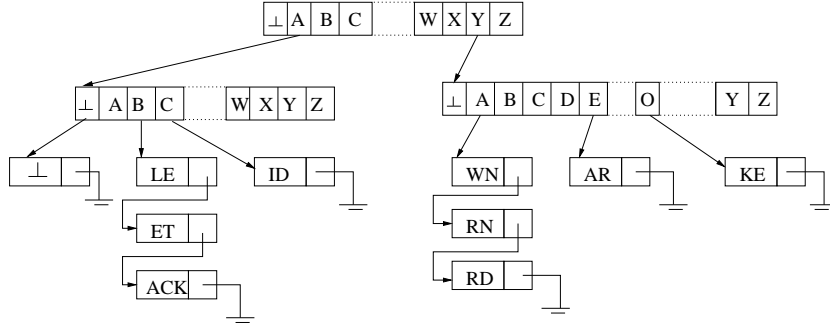 ⊥ A B C W X Y Z
⊥ A B C W X Y Z
⊥ A B C D E O Y Z
⊥ LE ID WN AR KE
ET RN
ACK RD